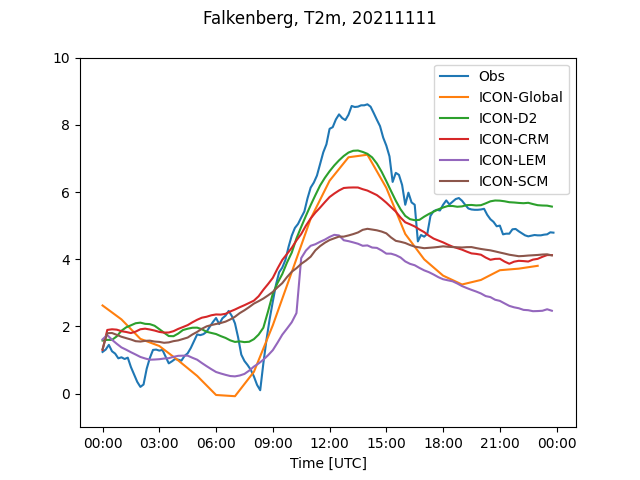 Falkenberg, T2m, 20211111
10
8
6
4
2
0
Obs
ICON-Global
ICON-D2
ICON-CRM
ICON-LEM
ICON-SCM
00:00 03:00 06:00 09:00 12:00 15:00 18:00 21:00 00:00
Time [UTC]